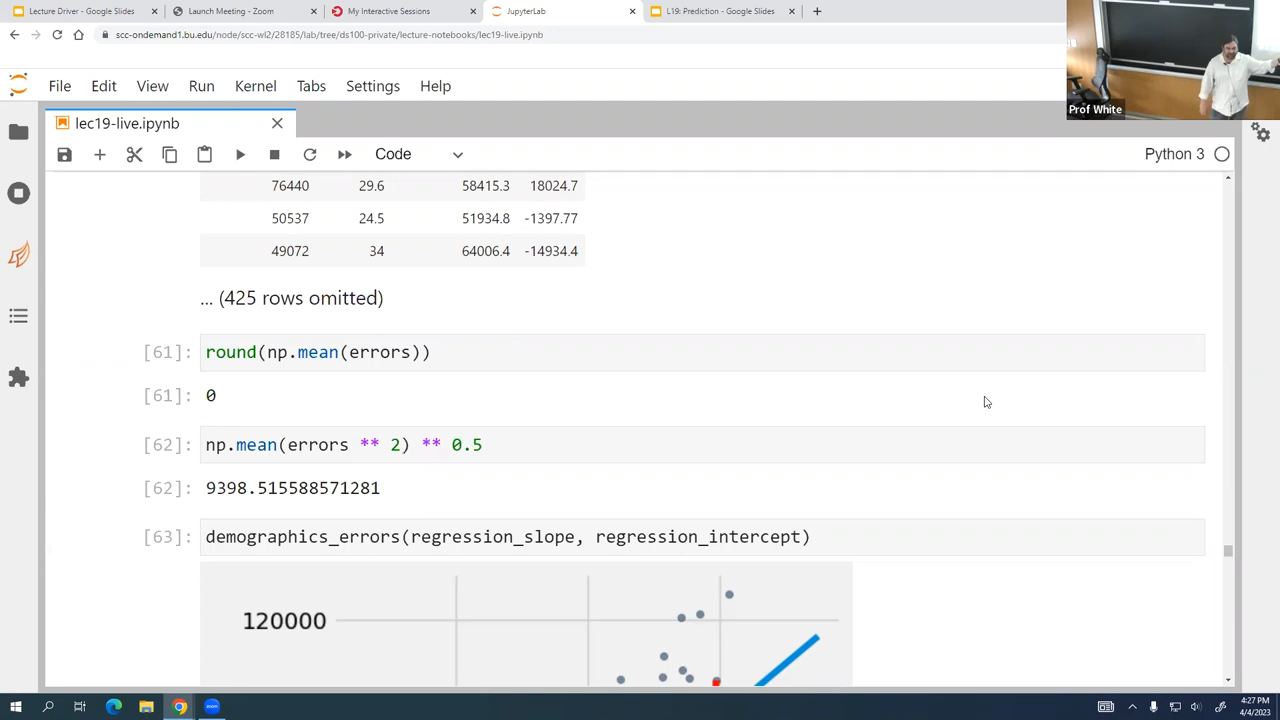 Lecture Driver - Google Slides
Launch Meeting - Zoom
My Interactive Sessions
JupyterLab
L19: Prediction - Google Slides
scc-ondemand1.bu.edu/node/scc-wl2/28185/lab/tree/ds100-private/lecture-notebooks/lec19-live.ipynb
Prof White
File Edit View Run Kernel Tabs Settings Help
lec19-live.ipynb
Code
Python 3
76440 29.6 58415.3 18024.7
50537 24.5 51934.8 -1397.77
49072 34 64006.4 -14934.4
... (425 rows omitted)
[61]: round(np.mean(errors))
[61]: 0
[62]: np.mean(errors ** 2) ** 0.5
[62]: 9398.515588571281
[63]: demographics_errors(regression_slope, regression_intercept)
120000
4:27 PM
4/4/2023